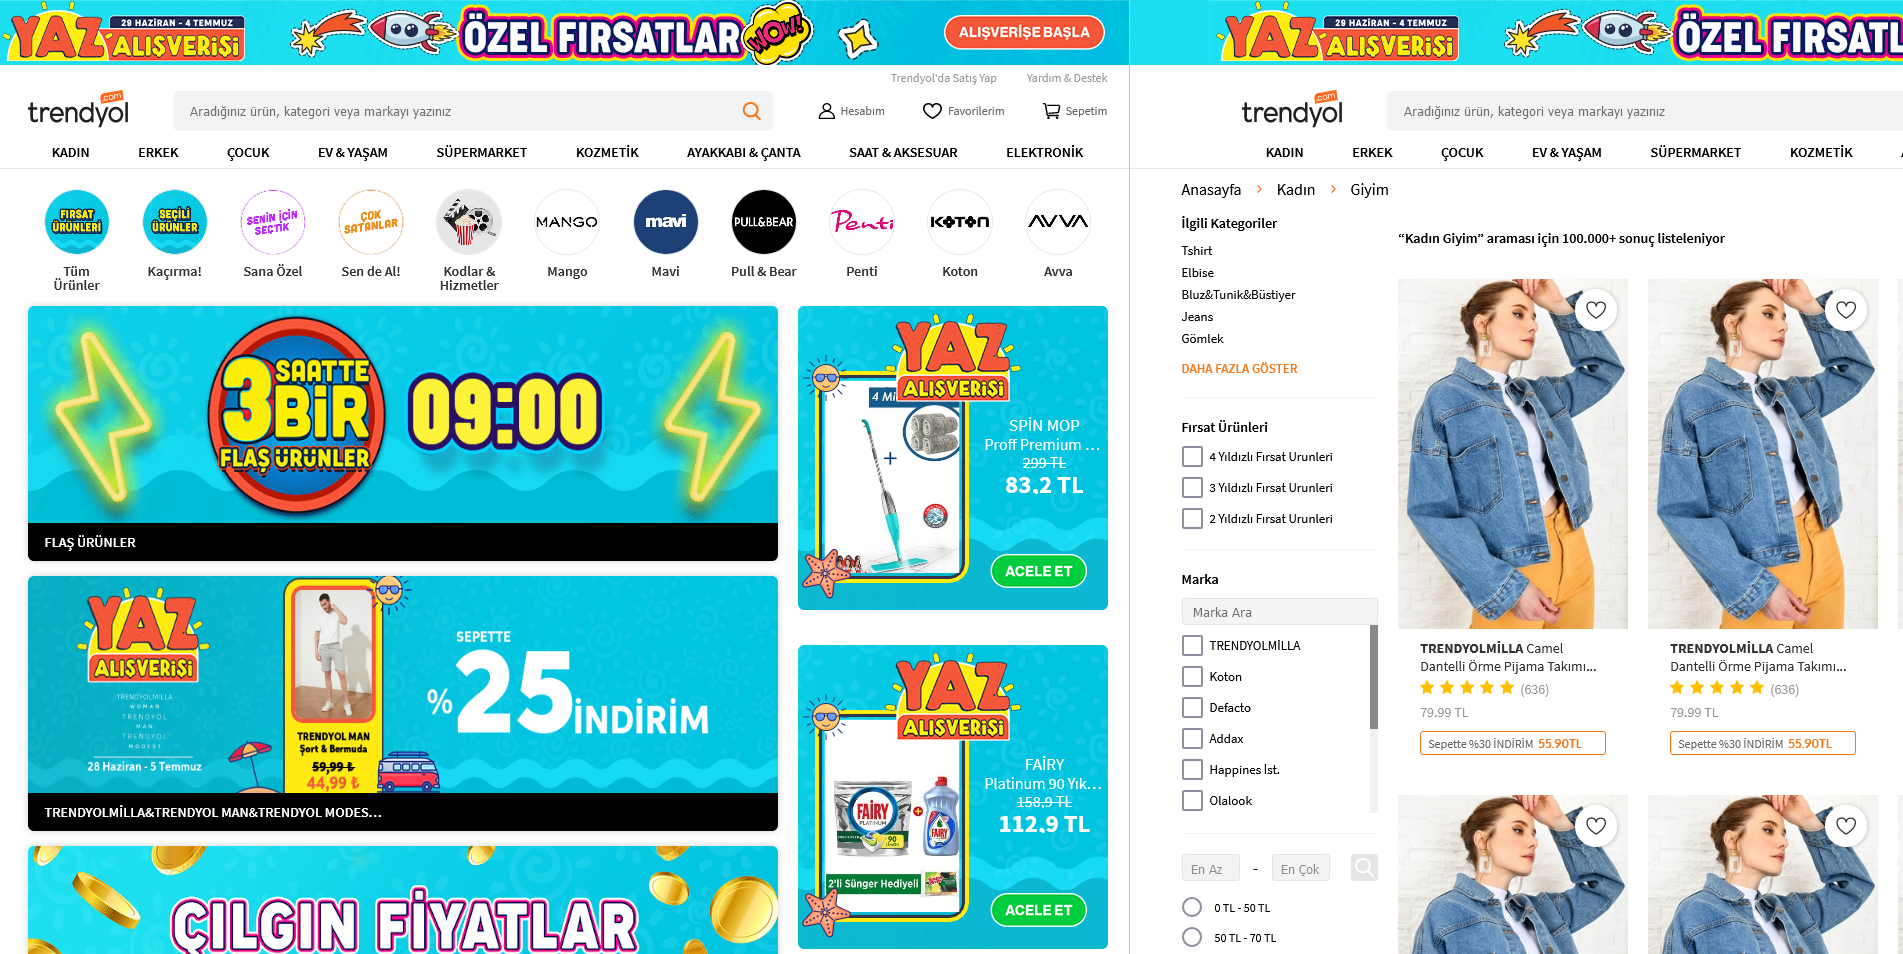 YAZ
29 HAZİRAN - 4 TEMMUZ
ALIŞVERİŞİ
ÖZEL FIRSATLAR
WOW!
ALIŞVERİŞE BAŞLA
Trendyol'da Satış Yap
Yardım & Destek
trendyol
.com
Aradığınız ürün, kategori veya markayı yazınız
Hesabım
Favorilerim
Sepetim
KADIN ERKEK ÇOCUK EV & YAŞAM SÜPERMARKET KOZMETİK AYAKKABI & ÇANTA SAAT & AKSESUAR ELEKTRONİK
FIRSAT
ÜRÜNLERİ
SEÇİLİ
ÜRÜNLER
SENİN İÇİN
SEÇTİK
ÇOK
SATANLAR
MANGO
mavi
PULL&BEAR
Penti
KOTON
AVVA
Tüm
Ürünler
Kaçırma!
Sana Özel
Sen de Al!
Kodlar &
Hizmetler
Mango
Mavi
Pull & Bear
Penti
Koton
Avva
3 SAATTE
BİR
FLAŞ ÜRÜNLER
09:00
FLAŞ ÜRÜNLER
YAZ
ALIŞVERİŞİ
TRENDYOLMİLLA
WOMAN
TRENDYOL
MAN
TRENDYOL
MODEST
28 Haziran - 5 Temmuz
TRENDYOL MAN
Şort & Bermuda
59,99 ₺
44,99 ₺
SEPETTE
%25 İNDİRİM
TRENDYOLMİLLA&TRENDYOL MAN&TRENDYOL MODES...
ÇILGIN FİYATLAR
YAZ
ALIŞVERİŞİ
SPİN MOP
Proff Premium ...
299 TL
83,2 TL
ACELE ET
YAZ
ALIŞVERİŞİ
FAIRY
PLATINUM
90
FAIRY
2'li Sünger Hediyeli
FAİRY
Platinum 90 Yık...
158.9 TL
112,9 TL
ACELE ET
YAZ
29 HAZİRAN - 4 TEMMUZ
ALIŞVERİŞİ
ÖZEL FIRSATL
trendyol
.com
Aradığınız ürün, kategori veya markayı yazınız
KADIN ERKEK ÇOCUK EV & YAŞAM SÜPERMARKET KOZMETİK
Anasayfa > Kadın > Giyim
İlgili Kategoriler
Tshirt
Elbise
Bluz&Tunik&Büstiyer
Jeans
Gömlek
DAHA FAZLA GÖSTER
Fırsat Ürünleri
4 Yıldızlı Fırsat Urunleri
3 Yıldızlı Fırsat Urunleri
2 Yıldızlı Fırsat Urunleri
Marka
Marka Ara
TRENDYOLMİLLA
Koton
Defacto
Addax
Happines İst.
Olalook
En Az - En Çok
0 TL - 50 TL
50 TL - 70 TL
“Kadın Giyim” araması için 100.000+ sonuç listeleniyor
TRENDYOLMİLLA Camel
Dantelli Örme Pijama Takımı...
(636)
79.99 TL
Sepette %30 İNDİRİM 55.90TL
TRENDYOLMİLLA Camel
Dantelli Örme Pijama Takımı...
(636)
79.99 TL
Sepette %30 İNDİRİM 55.90TL